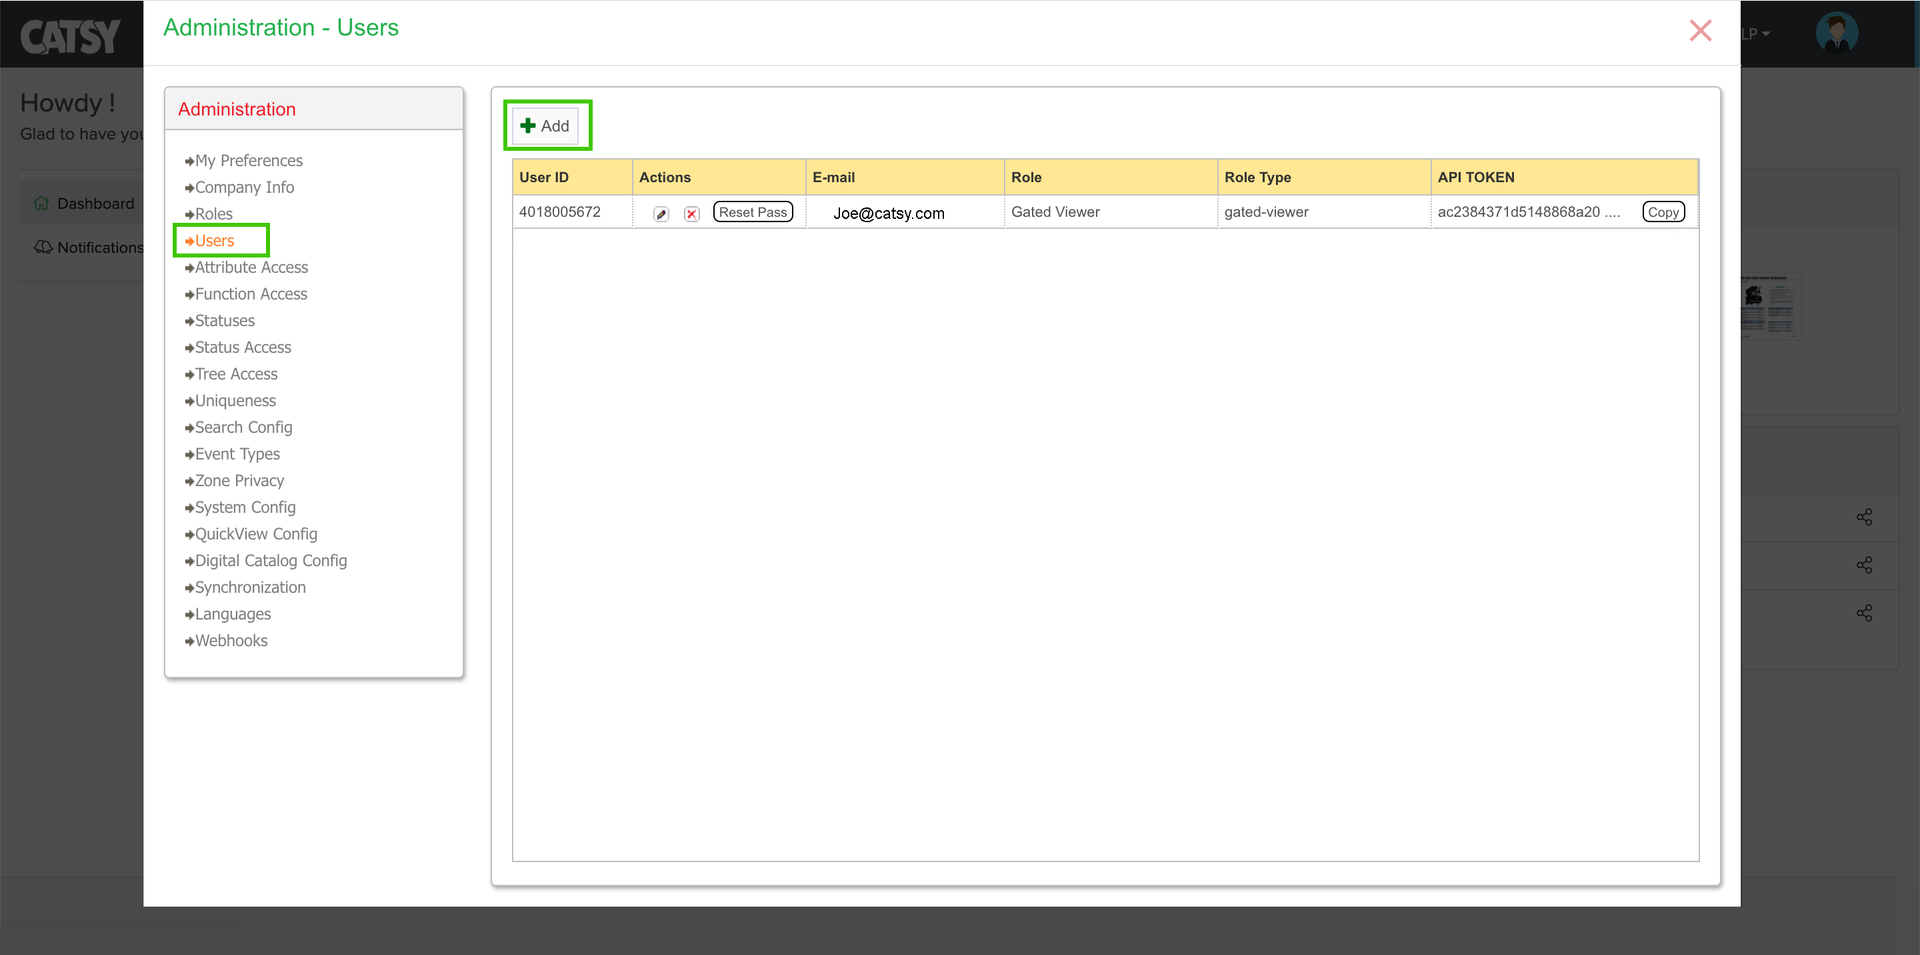 CATSY
Administration - Users
LP
Howdy !
Glad to have you
Dashboard
Notifications
Administration
My Preferences
Company Info
Roles
Users
Attribute Access
Function Access
Statuses
Status Access
Tree Access
Uniqueness
Search Config
Event Types
Zone Privacy
System Config
QuickView Config
Digital Catalog Config
Synchronization
Languages
Webhooks
Add
User ID Actions E-mail Role Role Type API TOKEN
4018005672 Reset Pass Joe@catsy.com Gated Viewer gated-viewer ac2384371d5148868a20 .... Copy